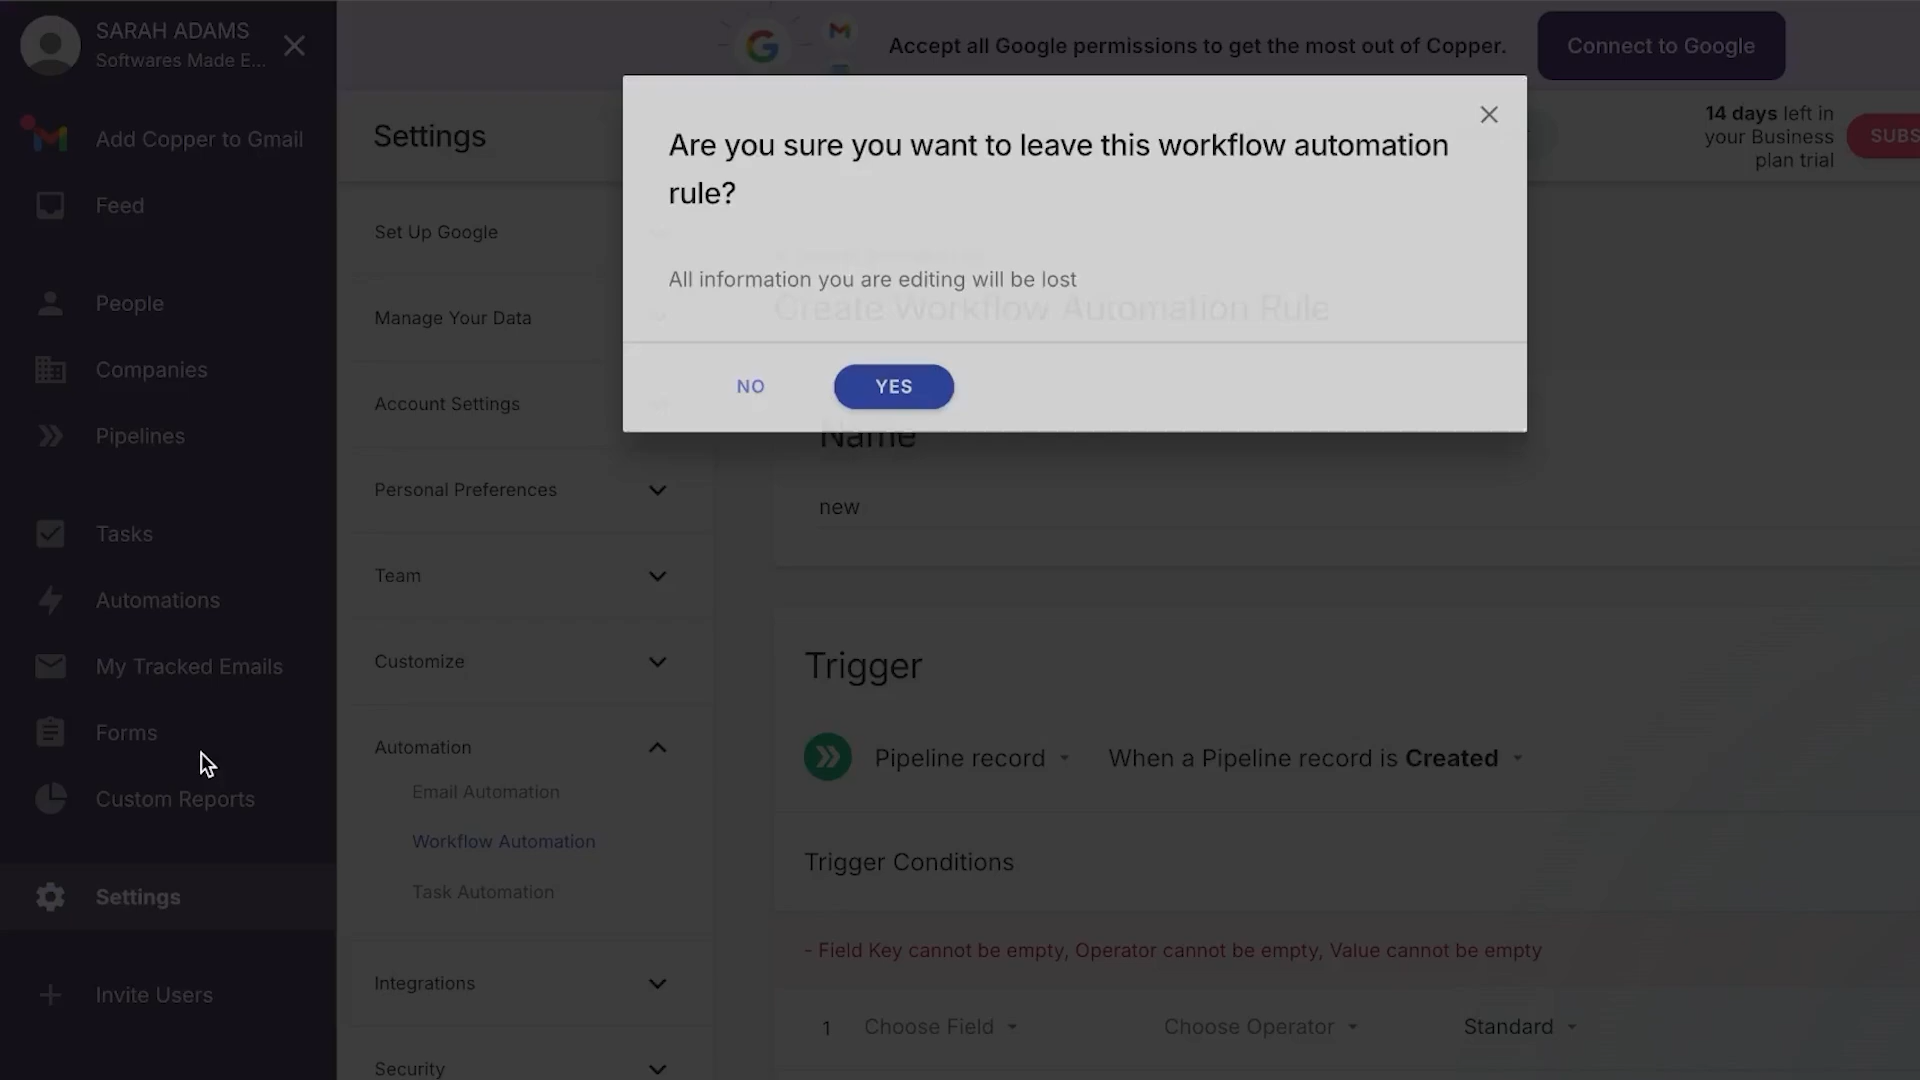 SARAH ADAMS
Softwares Made E...
Add Copper to Gmail
Feed
People
Companies
Pipelines
Tasks
Automations
My Tracked Emails
Forms
Custom Reports
Settings
Invite Users
Accept all Google permissions to get the most out of Copper.
Connect to Google
14 days left in
your Business
plan trial
SUBS
Settings
Set Up Google
Manage Your Data
Account Settings
Personal Preferences
Team
Customize
Automation
Email Automation
Workflow Automation
Task Automation
Integrations
Security
Are you sure you want to leave this workflow automation
rule?
All information you are editing will be lost
Create Workflow Automation Rule
NO
YES
Name
new
Trigger
Pipeline record
When a Pipeline record is Created
Trigger Conditions
- Field Key cannot be empty, Operator cannot be empty, Value cannot be empty
1 Choose Field Choose Operator Standard